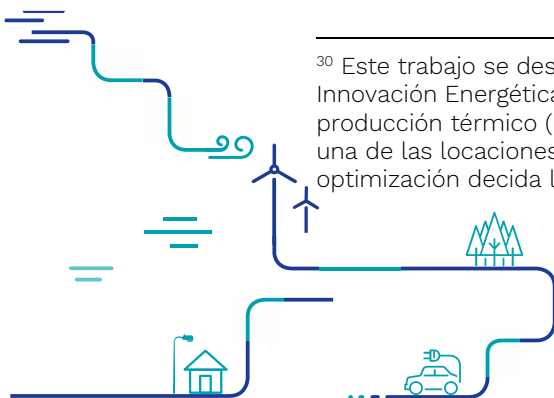 30 Este trabajo se des
Innovación Energética
producción térmico (
una de las locaciones
optimización decida l